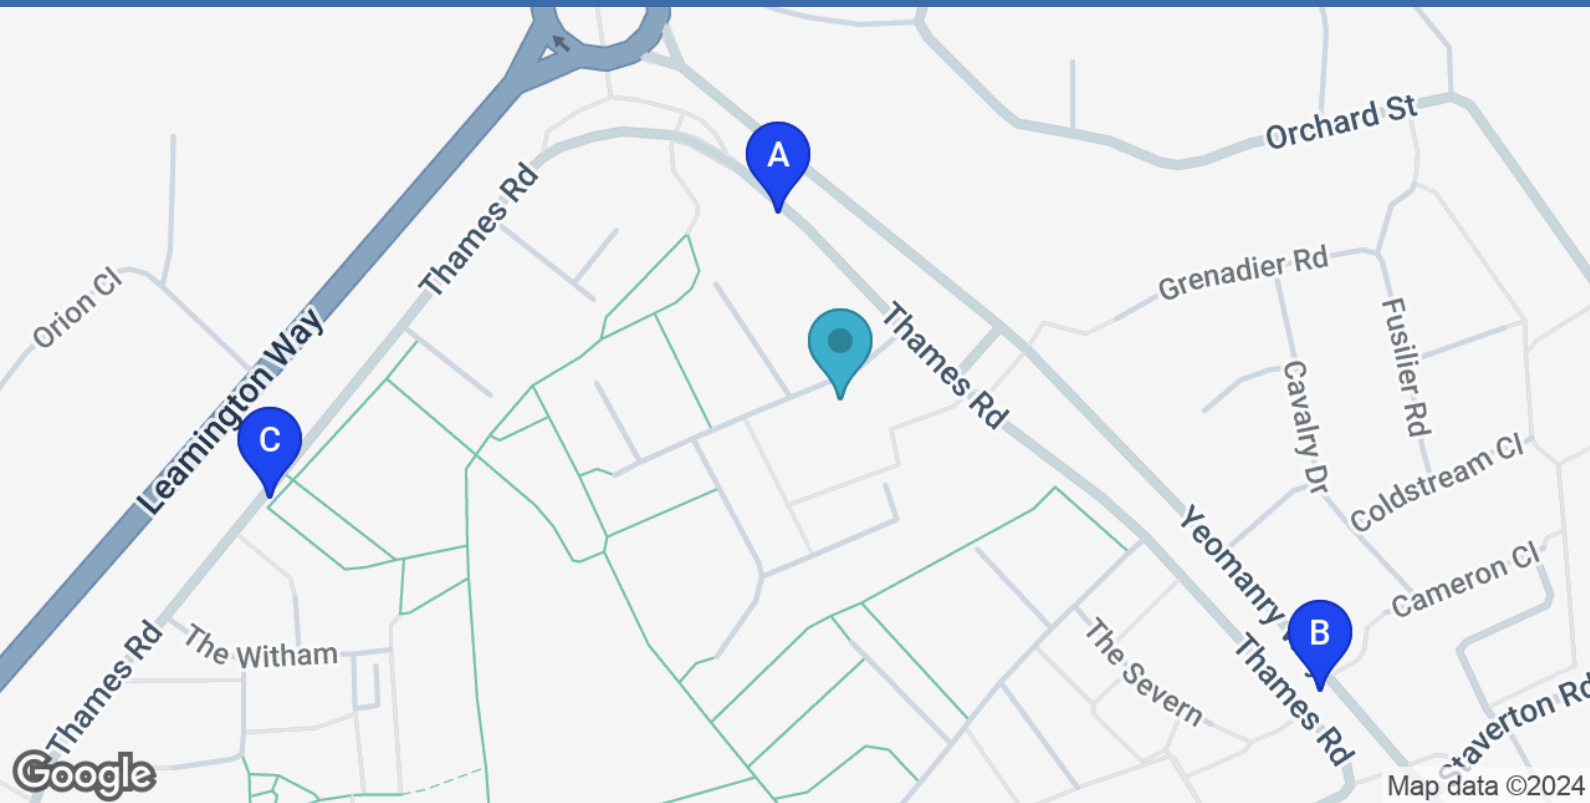 Orchard St
A
Thames Rd
Grenadier Rd
Orion Cl
Leamington Way
Thames Rd
Fusilier Rd
Cavalry Dr
C
Coldstream Cl
Yeomanry
Cameron Cl
B
The Witham
Thames Rd
The Severn
Thames Rd
Staverton Rd
Google
Map data ©2024